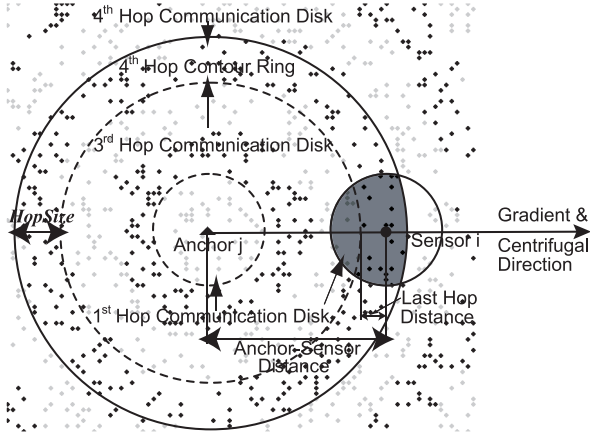 4th Hop Communication Disk
4th Hop Contour Ring
3rd Hop Communication Disk
HopSize
Anchor j
Sensor i
Gradient &
Centrifugal
Direction
1st Hop Communication Disk
Last Hop
Distance
Anchor-Sensor
Distance